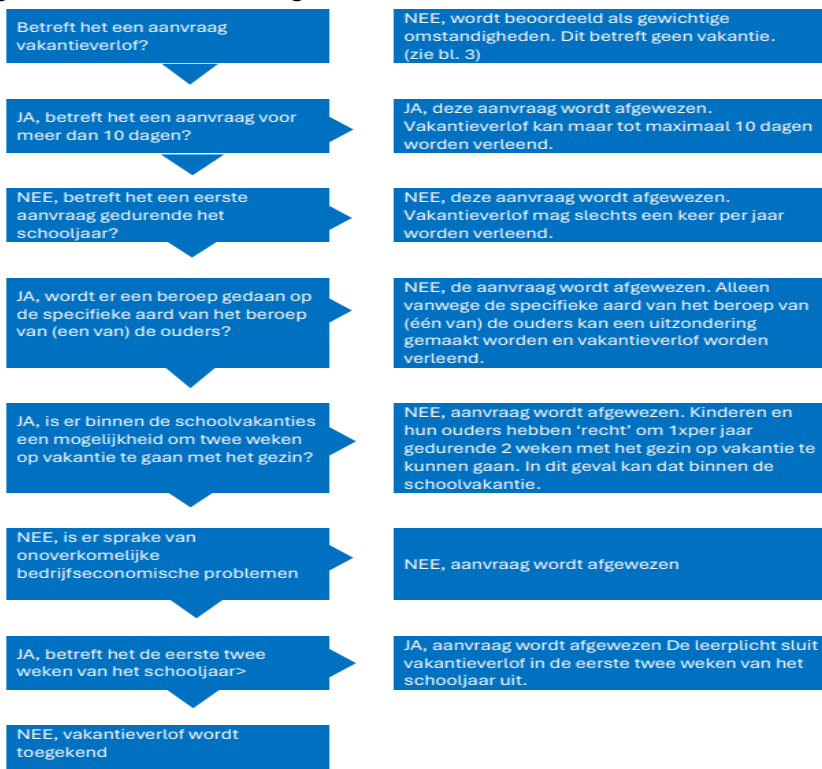 Betreft het een aanvraag
vakantieverlof?
NEE, wordt beoordeeld als gewichtige
omstandigheden. Dit betreft geen vakantie.
(zie bl. 3)
JA, betreft het een aanvraag voor
meer dan 10 dagen?
JA, deze aanvraag wordt afgewezen.
Vakantieverlof kan maar tot maximaal 10 dagen
worden verleend.
NEE, betreft het een eerste
aanvraag gedurende het
schooljaar?
NEE, deze aanvraag wordt afgewezen.
Vakantieverlof mag slechts een keer per jaar
worden verleend.
JA, wordt er een beroep gedaan op
de specifieke aard van het beroep
van (een van) de ouders?
NEE, de aanvraag wordt afgewezen. Alleen
vanwege de specifieke aard van het beroep van
(één van) de ouders kan een uitzondering
gemaakt worden en vakantieverlof worden
verleend.
JA, is er binnen de schoolvakanties
een mogelijkheid om twee weken
op vakantie te gaan met het gezin?
NEE, aanvraag wordt afgewezen. Kinderen en
hun ouders hebben ‘recht’ om 1xper jaar
gedurende 2 weken met het gezin op vakantie te
kunnen gaan. In dit geval kan dat binnen de
schoolvakantie.
NEE, is er sprake van
onoverkomelijke
bedrijfseconomische problemen
NEE, aanvraag wordt afgewezen
JA, betreft het de eerste twee
weken van het schooljaar>
JA, aanvraag wordt afgewezen De leerplicht sluit
vakantieverlof in de eerste twee weken van het
schooljaar uit.
NEE, vakantieverlof wordt
toegekend